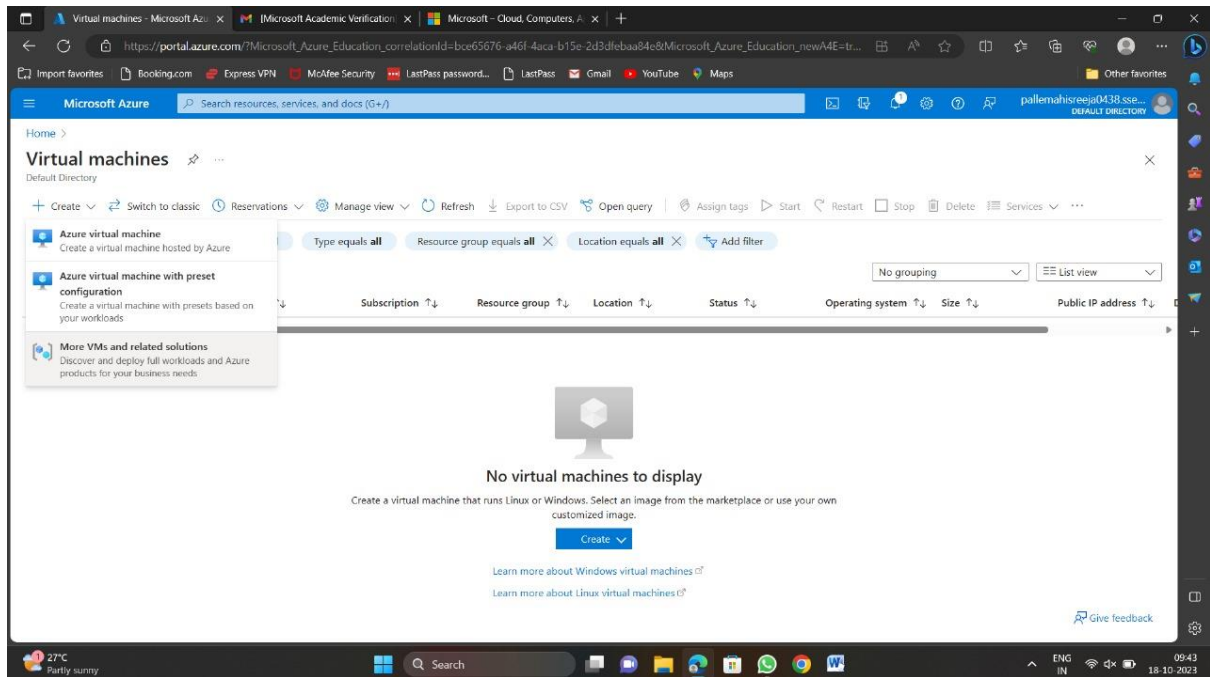 Virtual machines - Microsoft Azu
[Microsoft Academic Verification]
Microsoft – Cloud, Computers, A
https://portal.azure.com/?Microsoft_Azure_Education_correlationId=bce65676-a46f-4aca-b15e-2d3dfebaa84e&Microsoft_Azure_Education_newA4E=tr...
Import favorites Booking.com Express VPN McAfee Security LastPass password... LastPass Gmail YouTube Maps Other favorites
Microsoft Azure Search resources, services, and docs (G+/) 1 pallemahisreeja0438.sse...
DEFAULT DIRECTORY
Home >
Virtual machines ...
Default Directory
+ Create Switch to classic Reservations Manage view Refresh Export to CSV Open query Assign tags Start Restart Stop Delete Services ...
Azure virtual machine
Create a virtual machine hosted by Azure
Azure virtual machine with preset
configuration
Create a virtual machine with presets based on
your workloads
More VMs and related solutions
Discover and deploy full workloads and Azure
products for your business needs
Type equals all Resource group equals all Location equals all Add filter
No grouping List view
Subscription Resource group Location Status Operating system Size Public IP address
No virtual machines to display
Create a virtual machine that runs Linux or Windows. Select an image from the marketplace or use your own
customized image.
Create
Learn more about Windows virtual machines
Learn more about Linux virtual machines
Give feedback
1 27°C
Partly sunny
Search
ENG
IN
09:43
18-10-2023